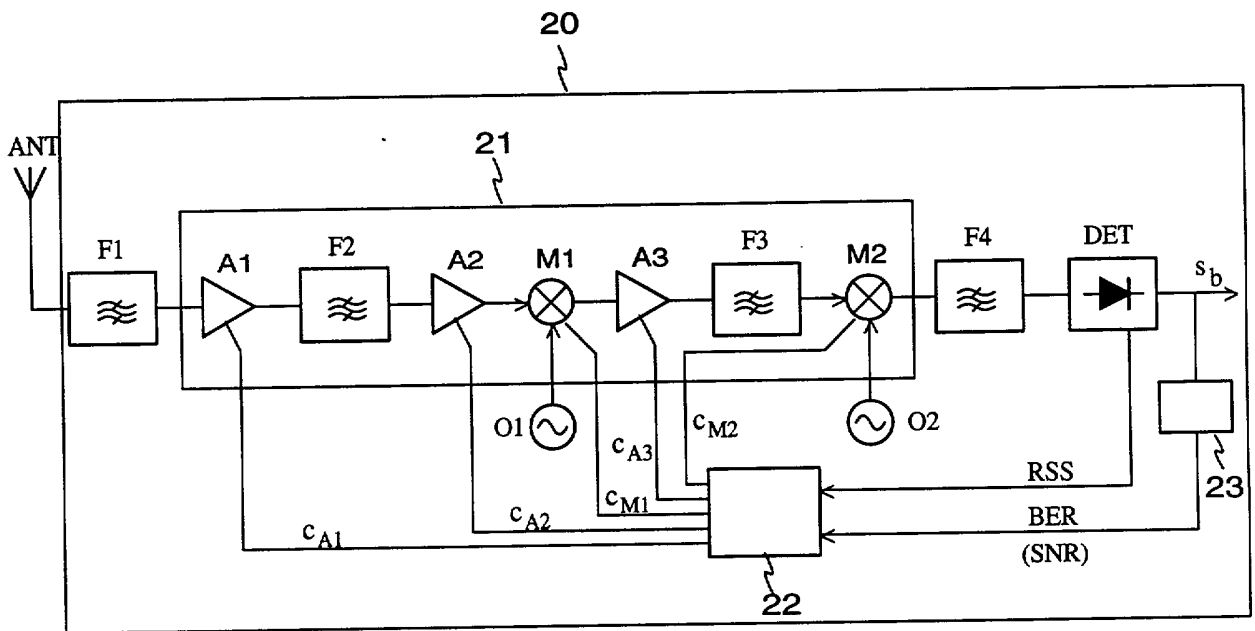 20
ANT
21
F1
A1
F2
A2
M1
A3
F3
M2
F4
DET
s_b
O1
c_A3
c_M2
O2
23
c_A1
c_A2
c_M1
RSS
BER
(SNR)
22